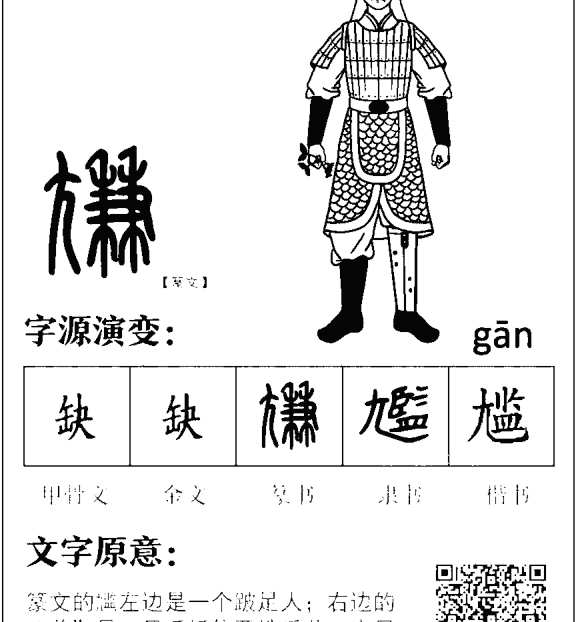 【篆文】
字源演变：
gān
缺 缺 尲 尷 尴
甲骨文 金文 篆书 隶书 楷书
文字原意：
篆文的尲左边是一个跛足人；右边的